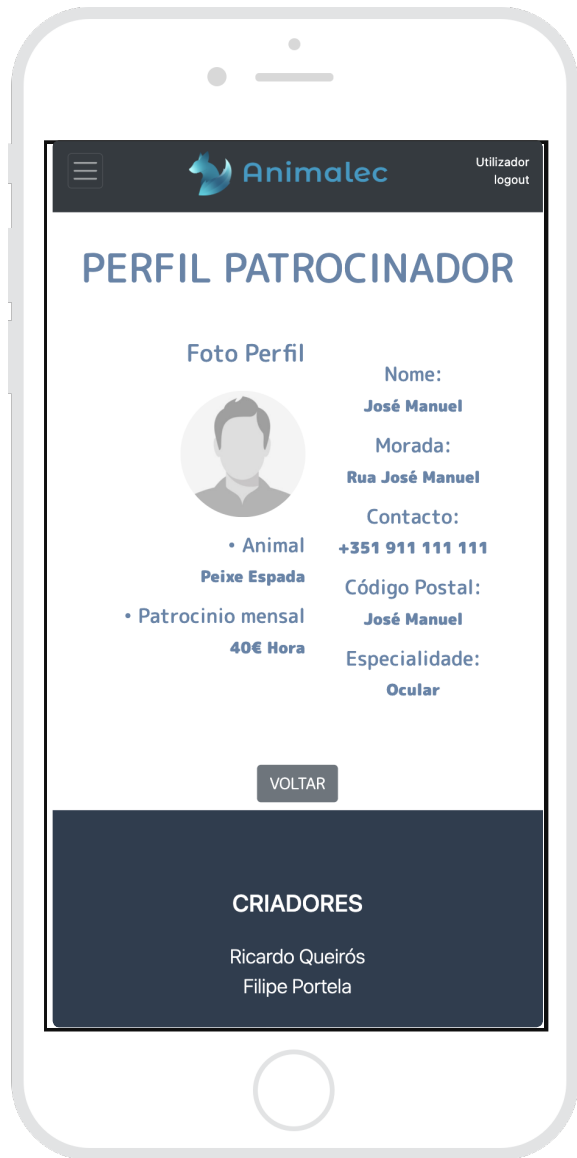 Animalec
Utilizador
logout
PERFIL PATROCINADOR
Foto Perfil
• Animal
Peixe Espada
• Patrocinio mensal
40€ Hora
Nome:
José Manuel
Morada:
Rua José Manuel
Contacto:
+351 911 111 111
Código Postal:
José Manuel
Especialidade:
Ocular
VOLTAR
CRIADORES
Ricardo Queirós
Filipe Portela